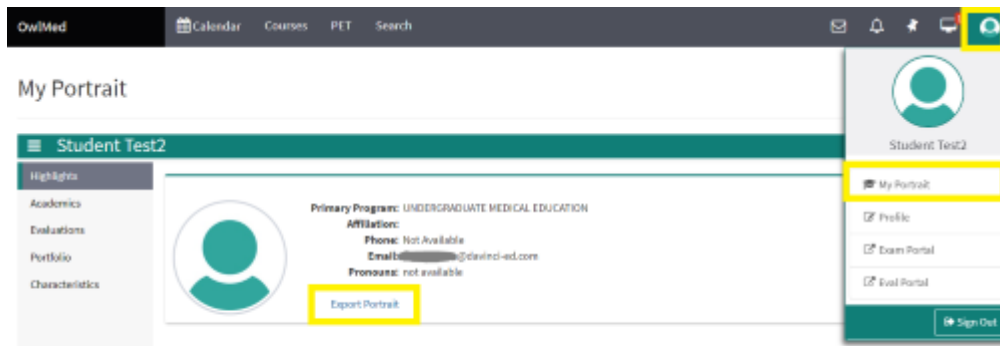 OwlMed Calendar Courses PET Search
My Portrait
Student Test2
Highlights
Academics
Evaluations
Portfolio
Characteristics
Primary Program: UNDERGRADUATE MEDICAL EDUCATION
Affiliation:
Phone: Not Available
Email: @davinci-ed.com
Pronouns: not available
Export Portrait
Student Test2
My Portrait
Profile
Exam Portal
Eval Portal
Sign Out